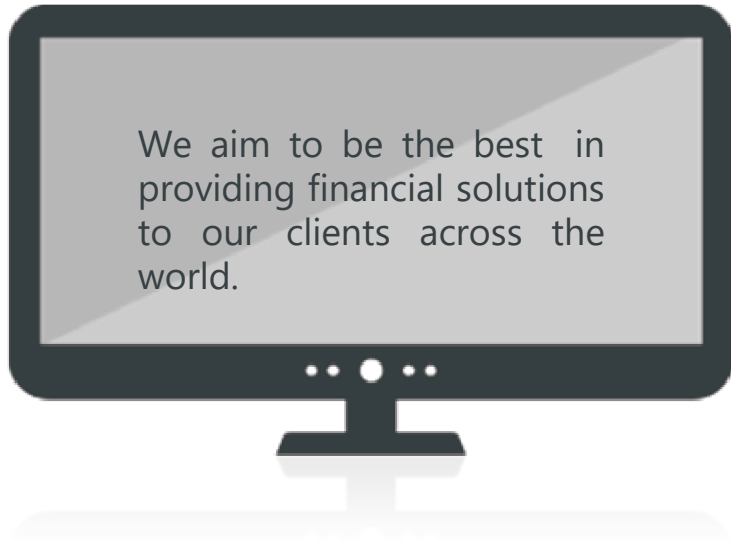 We aim to be the best in
providing financial solutions
to our clients across the
world.